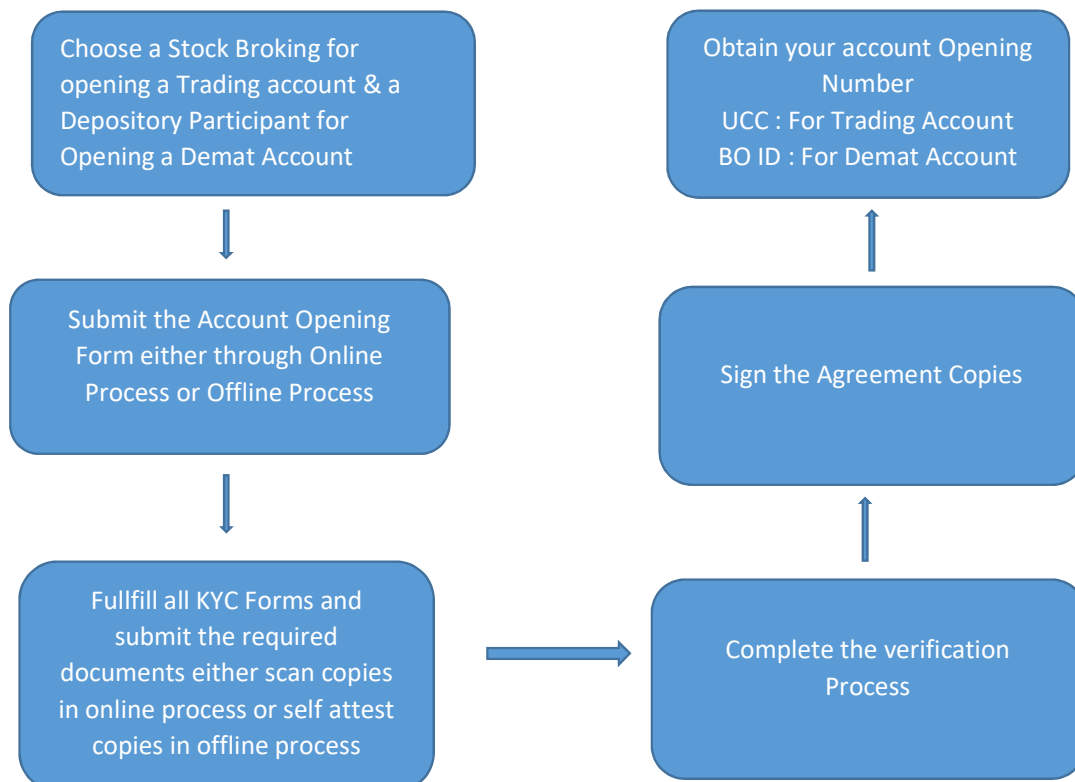 Choose a Stock Broking for
opening a Trading account & a
Depository Participant for
Opening a Demat Account
Submit the Account Opening
Form either through Online
Process or Offline Process
Fullfill all KYC Forms and
submit the required
documents either scan copies
in online process or self attest
copies in offline process
Complete the verification
Process
Sign the Agreement Copies
Obtain your account Opening
Number
UCC : For Trading Account
BO ID : For Demat Account